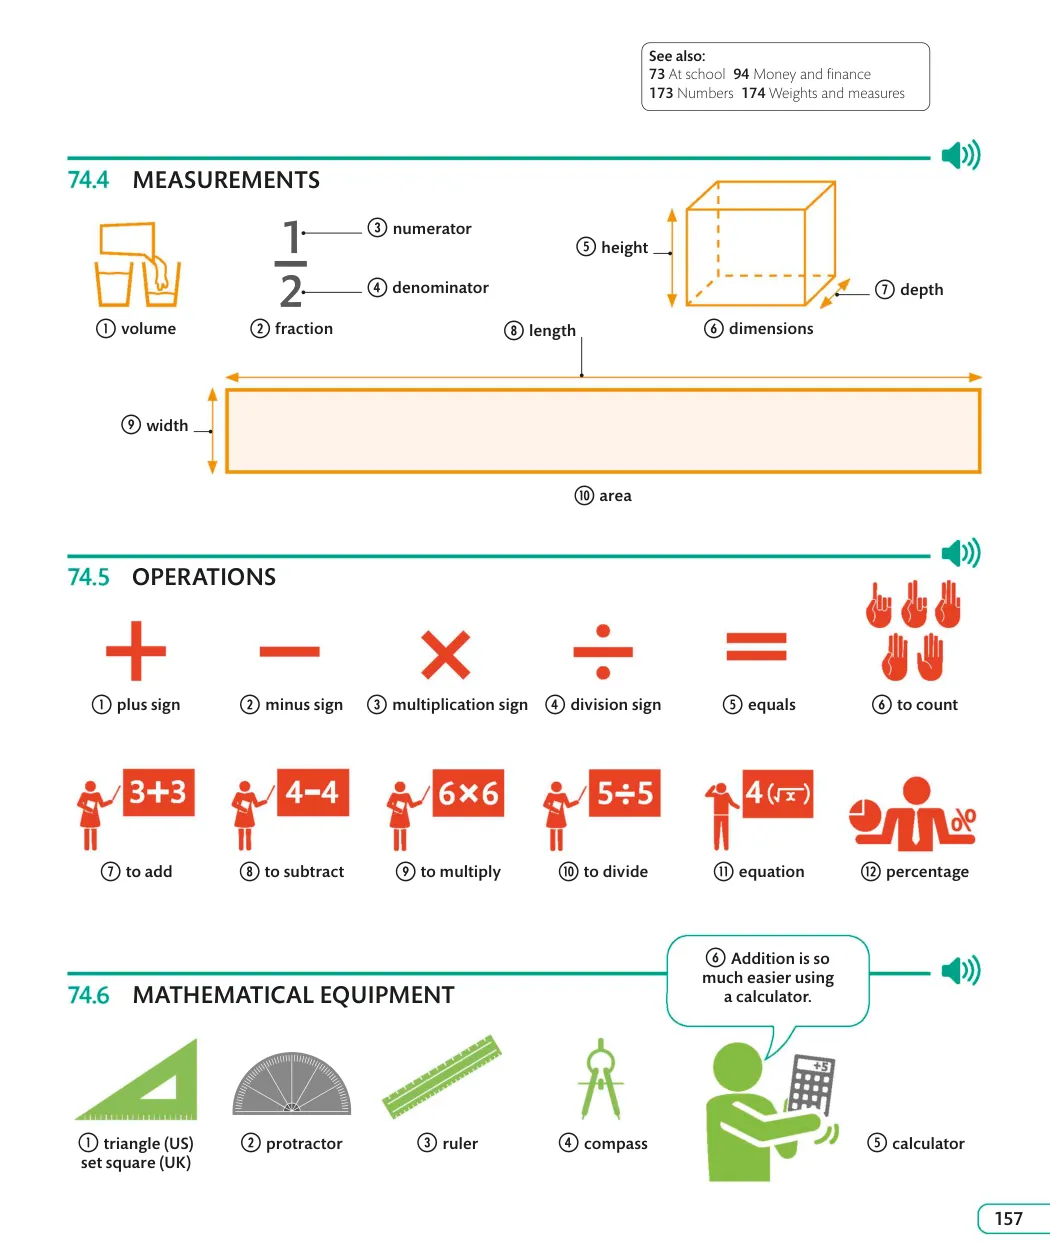 See also:
73 At school 94 Money and finance
173 Numbers 174 Weights and measures
74.4 MEASUREMENTS
1
2
③ numerator
④ denominator
⑤ height
⑦ depth
① volume
② fraction
⑧ length
⑥ dimensions
⑨ width
⑩ area
74.5 OPERATIONS
+ − × ÷ =
① plus sign
② minus sign
③ multiplication sign
④ division sign
⑤ equals
⑥ to count
3+3
4−4
6×6
5÷5
4(√x)
%
⑦ to add
⑧ to subtract
⑨ to multiply
⑩ to divide
⑪ equation
⑫ percentage
74.6 MATHEMATICAL EQUIPMENT
⑥ Addition is so
much easier using
a calculator.
+5
① triangle (US)
set square (UK)
② protractor
③ ruler
④ compass
⑤ calculator
157